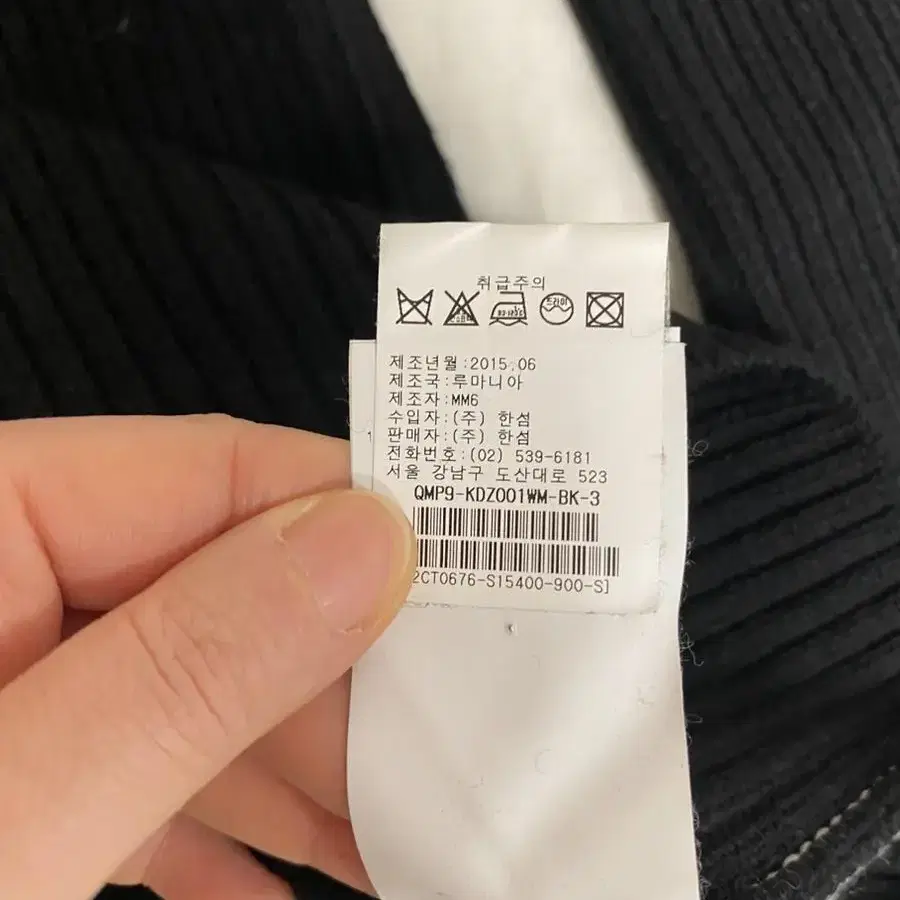 취급주의
드라이
제조년월:2015.06
제조국:루마니아
제조자:MM6
수입자:(주) 한섬
판매자:(주) 한섬
전화번호:(02) 539-6181
서울 강남구 도산대로 523
QMP9-KDZ001WM-BK-3
2CT0676-S15400-900-S]